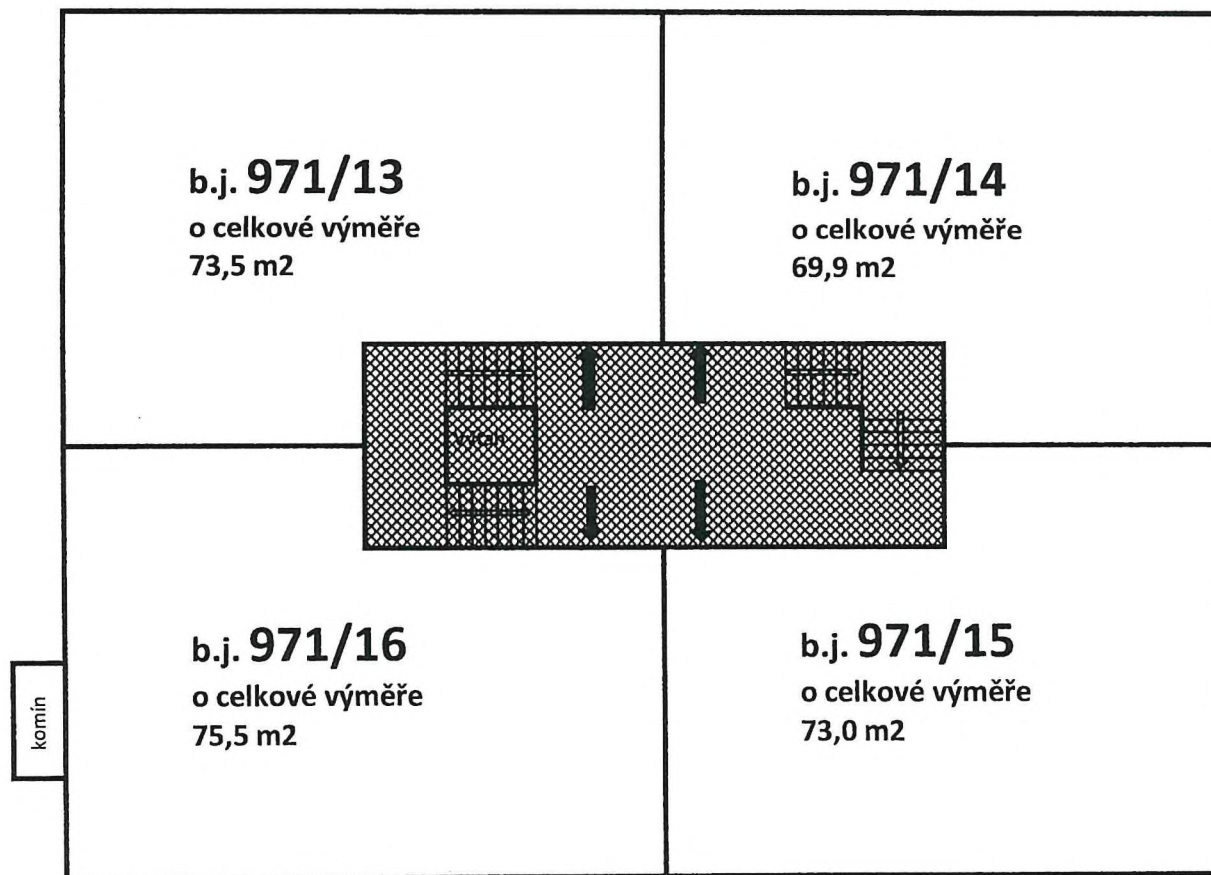 b.j. 971/13
o celkové výměře
73,5 m2
b.j. 971/14
o celkové výměře
69,9 m2
výtah
b.j. 971/16
o celkové výměře
75,5 m2
b.j. 971/15
o celkové výměře
73,0 m2
komín